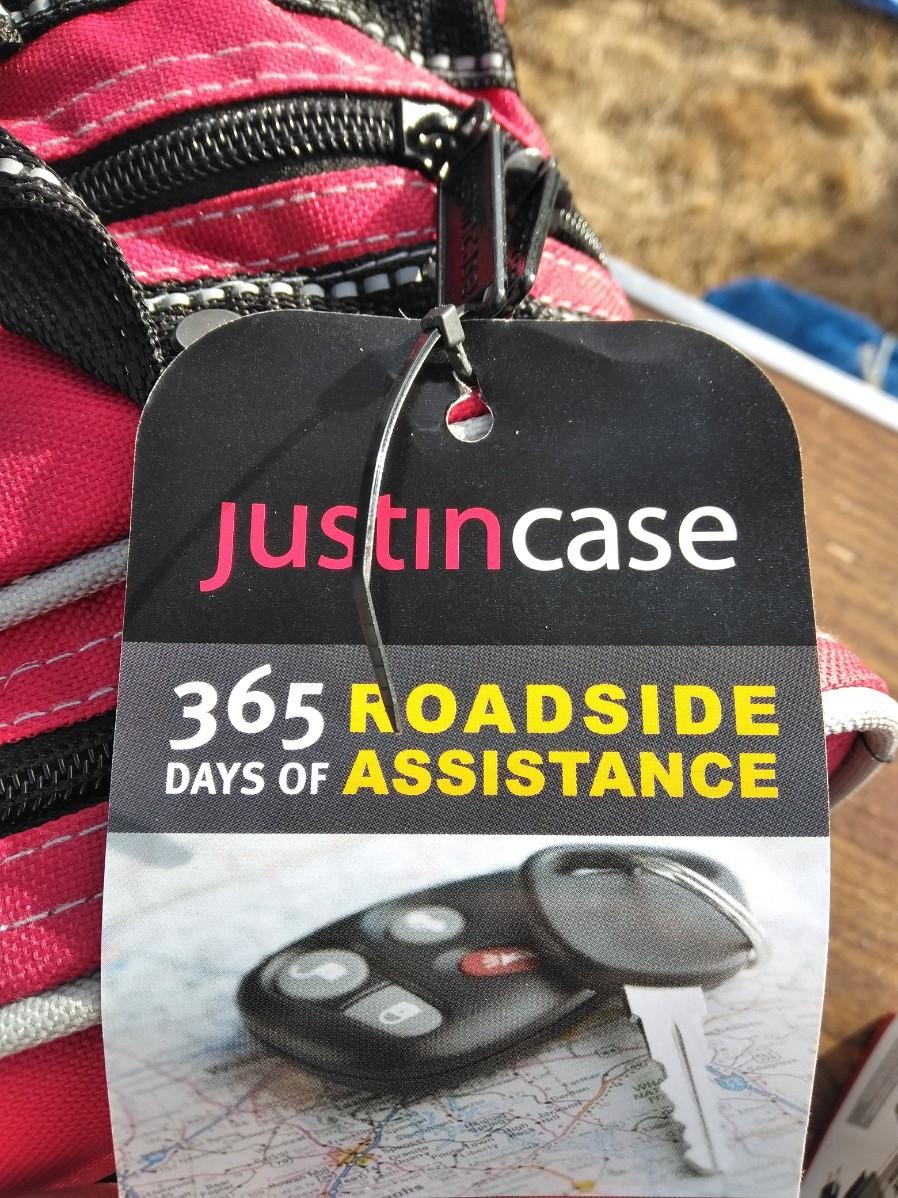 justincase
365 ROADSIDE
DAYS OF ASSISTANCE